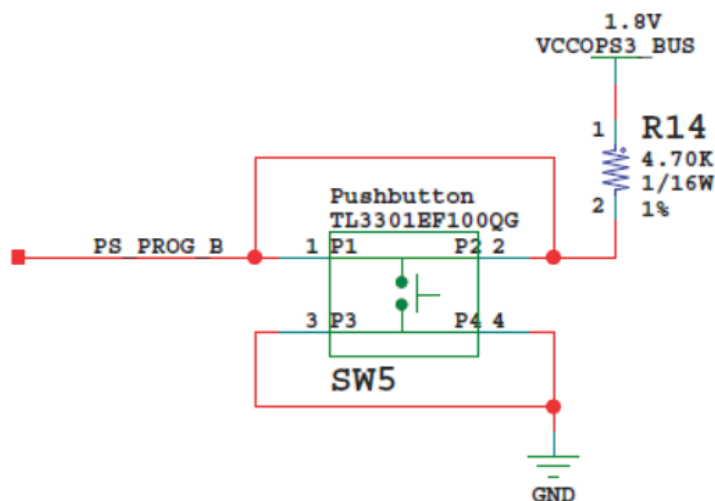 1.8V
VCCOPS3_BUS
1
R14
4.70K
1/16W
2
1%
Pushbutton
TL3301EF100QG
PS_PROG_B
1 P1
P2 2
3 P3
P4 4
SW5
GND